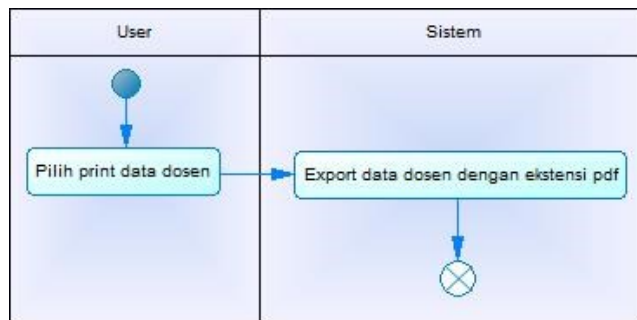 User
Sistem
Pilih print data dosen
Export data dosen dengan ekstensi pdf